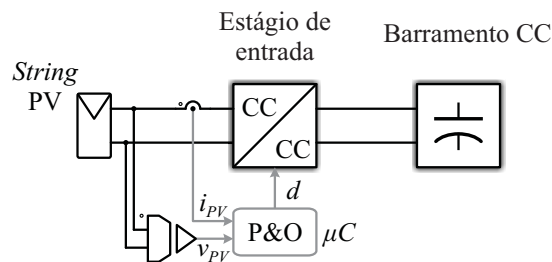 Estágio de
entrada
Barramento CC
String
PV
CC
CC
i_PV
d
P&O
μC
v_PV